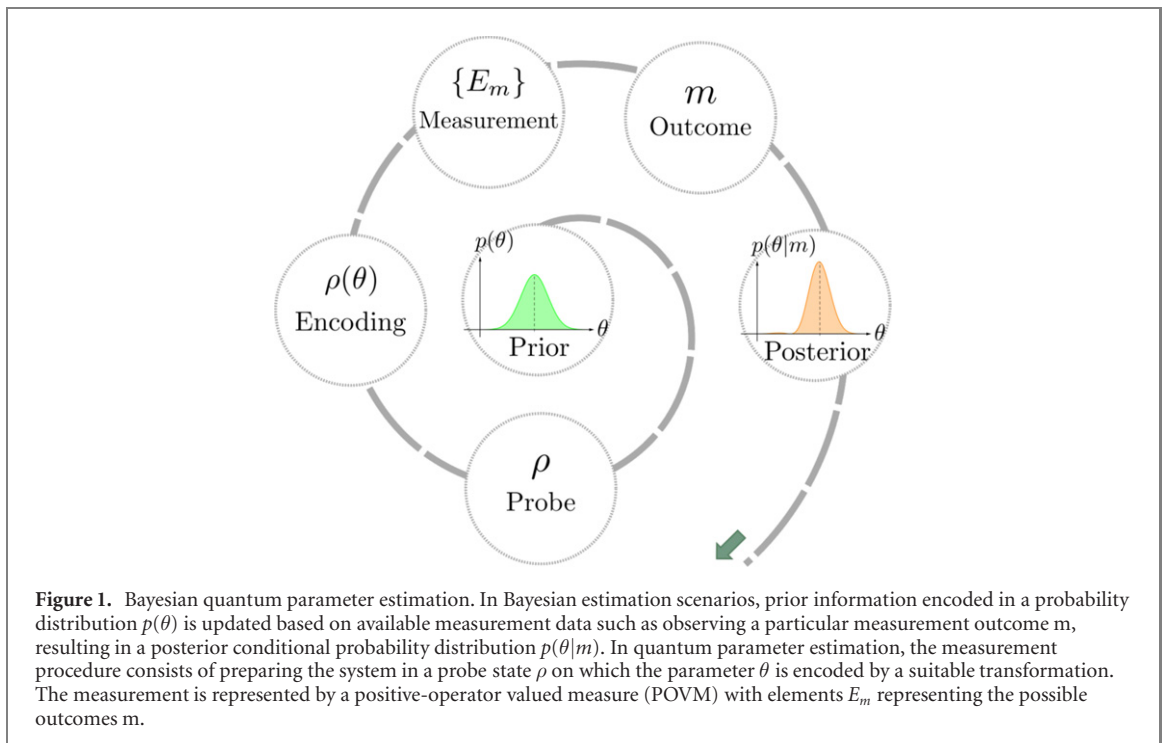 {E_m}
Measurement
m
Outcome
ρ(θ)
Encoding
p(θ)
θ
Prior
p(θ|m)
θ
Posterior
ρ
Probe
Figure 1. Bayesian quantum parameter estimation. In Bayesian estimation scenarios, prior information encoded in a probability
distribution p(θ) is updated based on available measurement data such as observing a particular measurement outcome m,
resulting in a posterior conditional probability distribution p(θ|m). In quantum parameter estimation, the measurement
procedure consists of preparing the system in a probe state ρ on which the parameter θ is encoded by a suitable transformation.
The measurement is represented by a positive-operator valued measure (POVM) with elements E_m representing the possible
outcomes m.